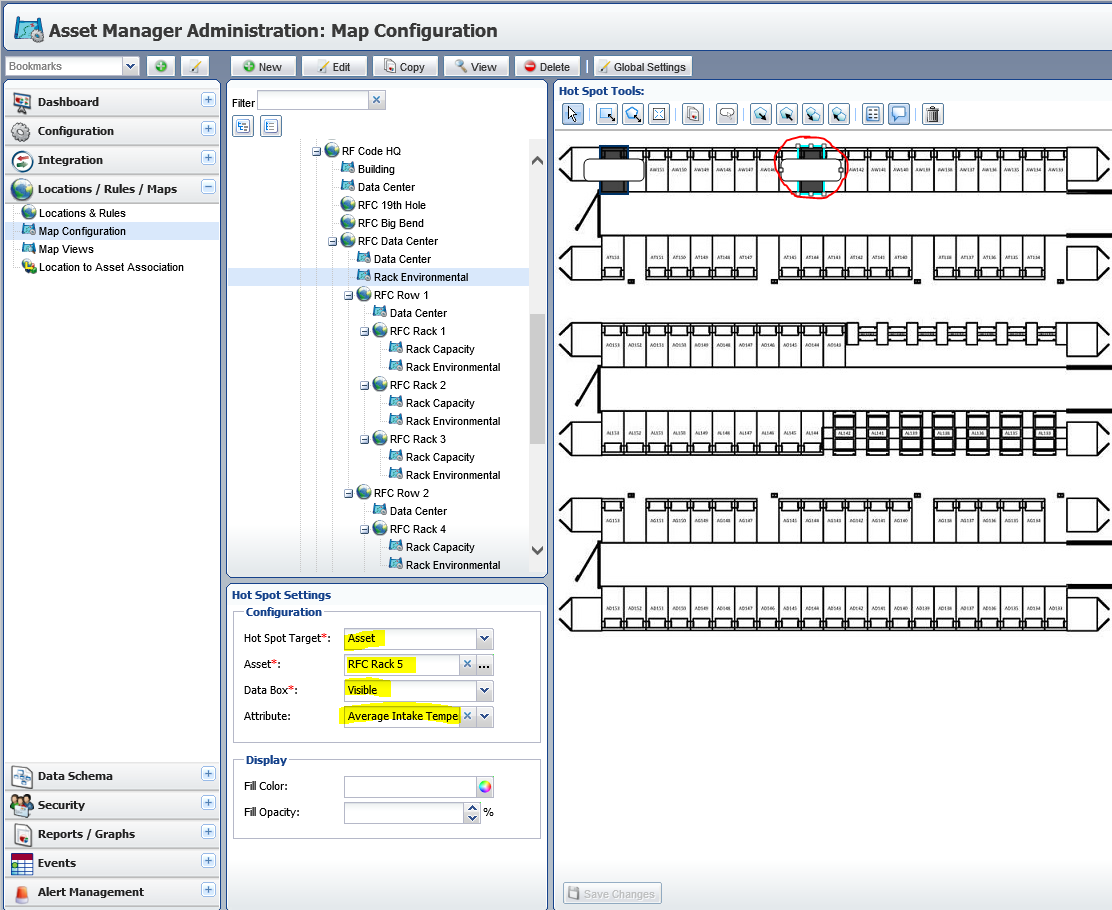 Asset Manager Administration: Map Configuration
Bookmarks
New
Edit
Copy
View
Delete
Global Settings
Dashboard
Configuration
Integration
Locations / Rules / Maps
Locations & Rules
Map Configuration
Map Views
Location to Asset Association
Data Schema
Security
Reports / Graphs
Events
Alert Management
Filter
RF Code HQ
Building
Data Center
RFC 19th Hole
RFC Big Bend
RFC Data Center
Data Center
Rack Environmental
RFC Row 1
Data Center
RFC Rack 1
Rack Capacity
Rack Environmental
RFC Rack 2
Rack Capacity
Rack Environmental
RFC Rack 3
Rack Capacity
Rack Environmental
RFC Row 2
Data Center
RFC Rack 4
Rack Capacity
Rack Environmental
Hot Spot Settings
Configuration
Hot Spot Target*: Asset
Asset*: RFC Rack 5 ...
Data Box*: Visible
Attribute: Average Intake Tempe
Display
Fill Color:
Fill Opacity: %
Hot Spot Tools:
AW151 AW150 AW149 AW148 AW147 AW142 AW141 AW140 AW139 AW138 AW137 AW136 AW135 AW134 AW133
AT153 AT151 AT150 AT149 AT148 AT147 AT145 AT144 AT143 AT142 AT141 AT140 AT138 AT137 AT136 AT135 AT134
AO153 AO152 AO151 AO150 AO149 AO148 AO147 AO146 AO145 AO144 AO143
AL153 AL152 AL151 AL150 AL149 AL148 AL147 AL146 AL145 AL144 AL142 AL141 AL139 AL138 AL136 AL135 AL133
AG153 AG151 AG150 AG149 AG148 AG147 AG145 AG144 AG143 AG142 AG141 AG140 AG138 AG137 AG136 AG135 AG134
AD153 AD152 AD151 AD150 AD149 AD148 AD147 AD146 AD145 AD144 AD143 AD142 AD141 AD140 AD139 AD138 AD137 AD136 AD135 AD134 AD133
Save Changes